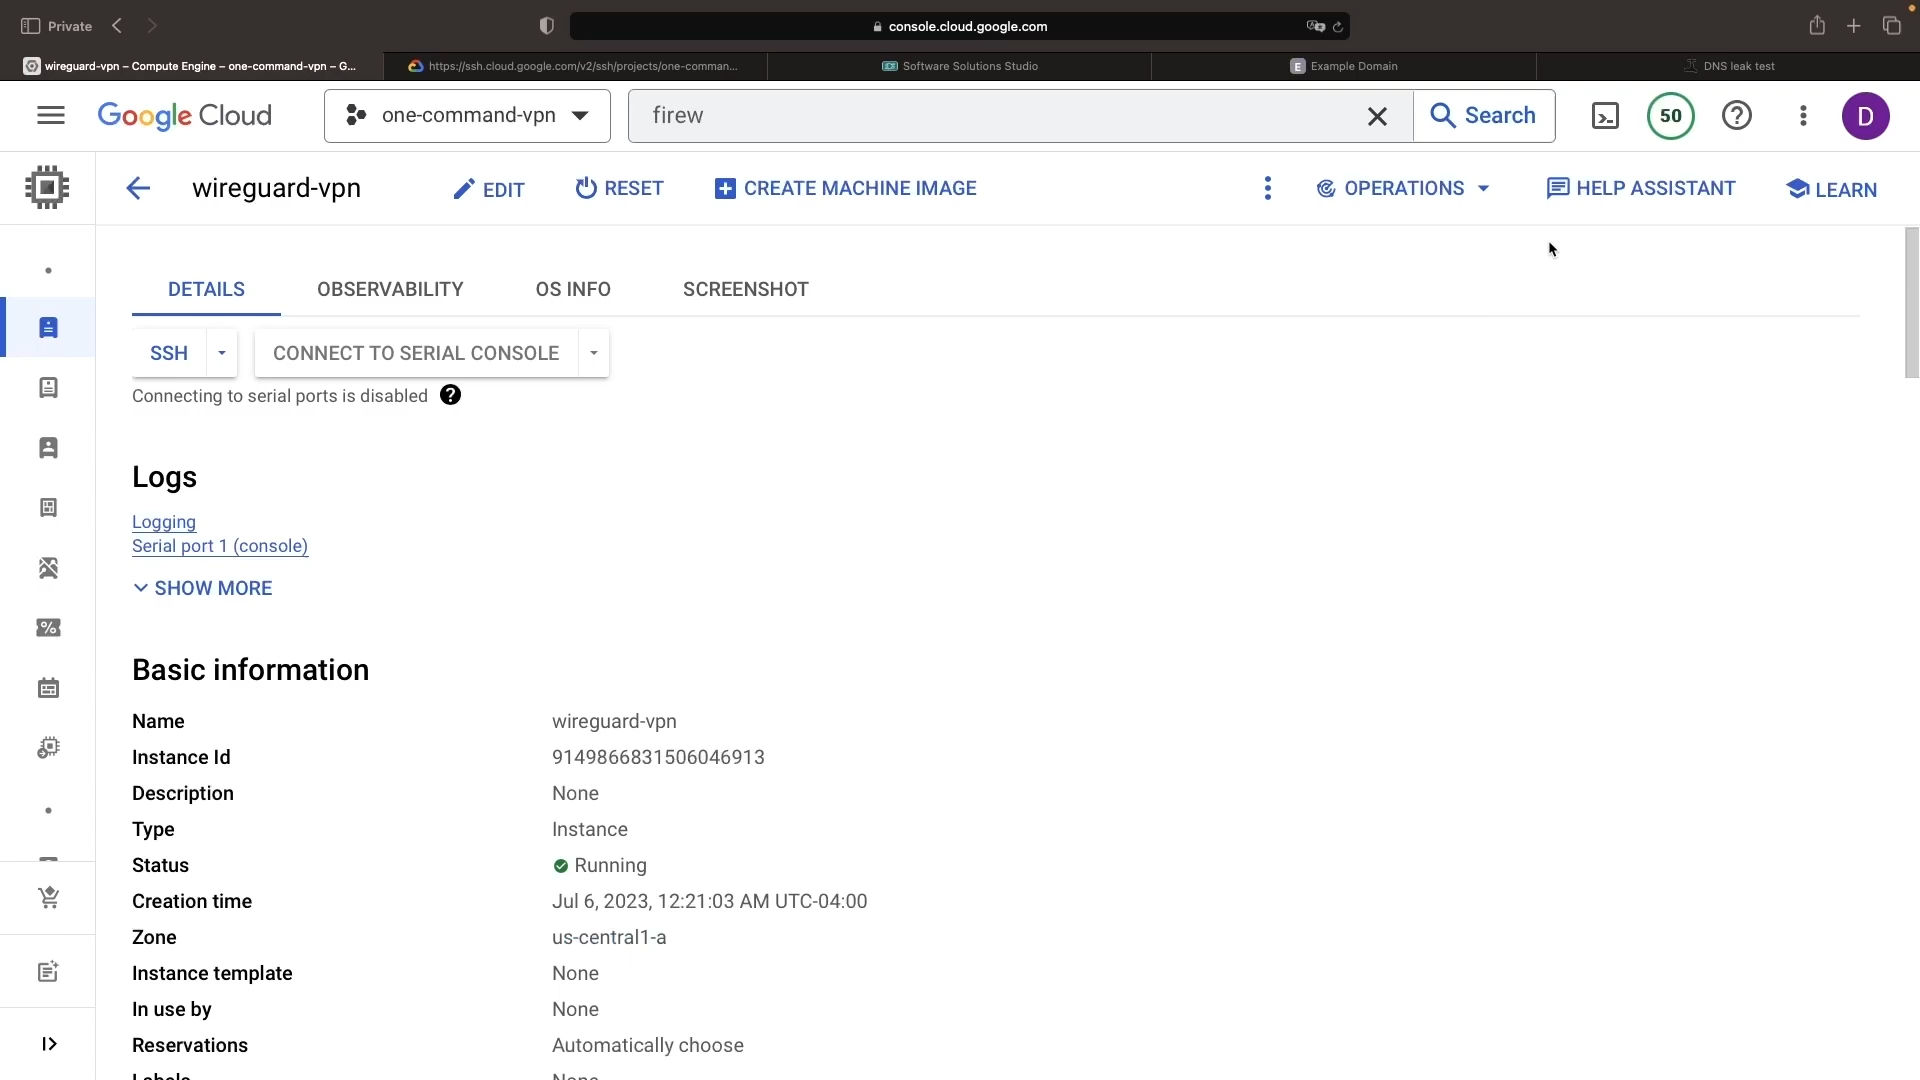 Private
console.cloud.google.com
wireguard-vpn – Compute Engine – one-command-vpn – G...
https://ssh.cloud.google.com/v2/ssh/projects/one-comman...
Software Solutions Studio
E Example Domain
DNS leak test
Google Cloud
one-command-vpn
firew
Search
50
D
wireguard-vpn
EDIT
RESET
CREATE MACHINE IMAGE
OPERATIONS
HELP ASSISTANT
LEARN
DETAILS
OBSERVABILITY
OS INFO
SCREENSHOT
SSH
CONNECT TO SERIAL CONSOLE
Connecting to serial ports is disabled
Logs
Logging
Serial port 1 (console)
SHOW MORE
Basic information
Name wireguard-vpn
Instance Id 9149866831506046913
Description None
Type Instance
Status Running
Creation time Jul 6, 2023, 12:21:03 AM UTC-04:00
Zone us-central1-a
Instance template None
In use by None
Reservations Automatically choose
Labels None